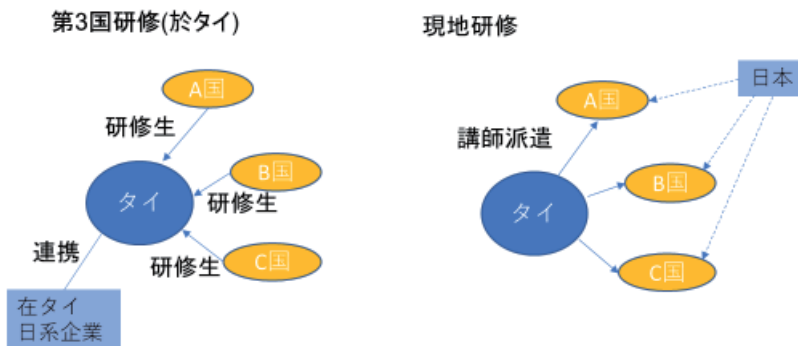 第3国研修(於タイ)
A国
研修生
タイ
B国
研修生
研修生
C国
連携
在タイ
日系企業
現地研修
日本
A国
講師派遣
B国
タイ
C国